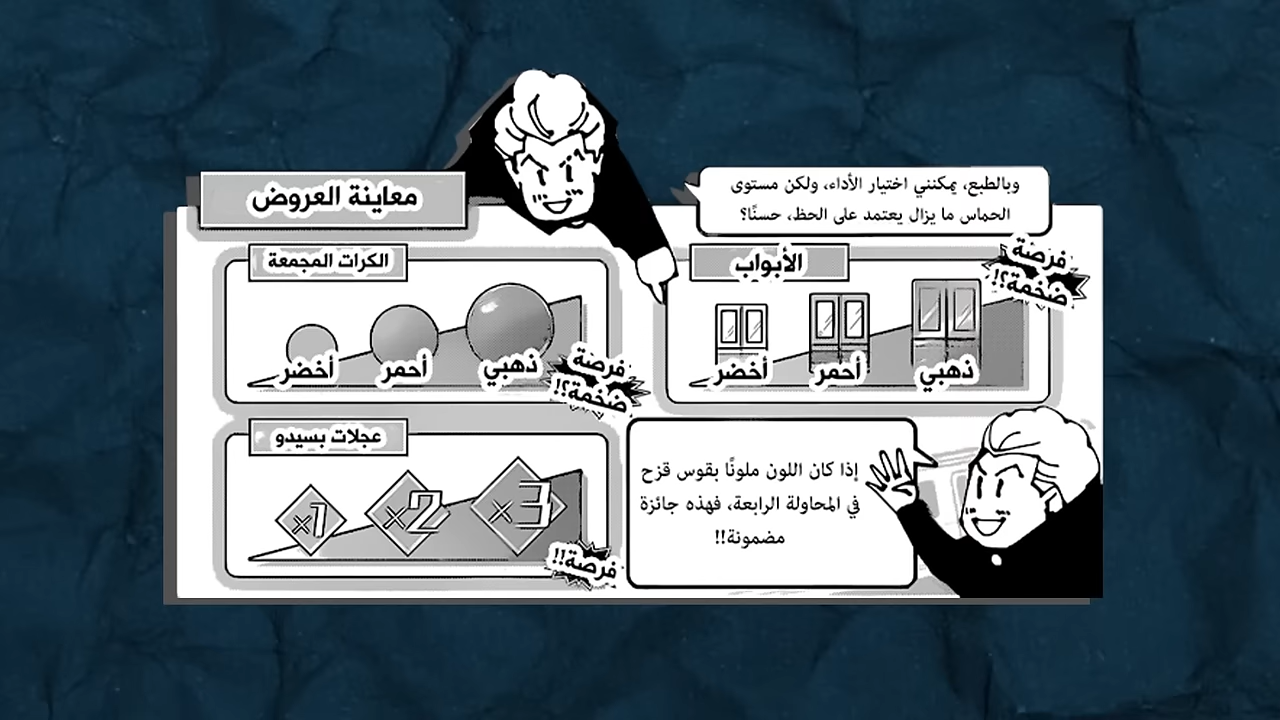 معاينة العروض
وبالطبع، يمكنني اختيار الأداء، ولكن مستوى
الحماس ما يزال يعتمد على الحظ، حسنًا؟
الأبواب
فرصة
ضخمة؟!
أخضر
أحمر
ذهبي
الكرات المجمعة
أخضر
أحمر
ذهبي
فرصة
ضخمة؟!
عجلات بسيدو
×1
×2
×3
فرصة!!
إذا كان اللون ملونًا بقوس قزح
في المحاولة الرابعة، فهذه جائزة
مضمونة!!